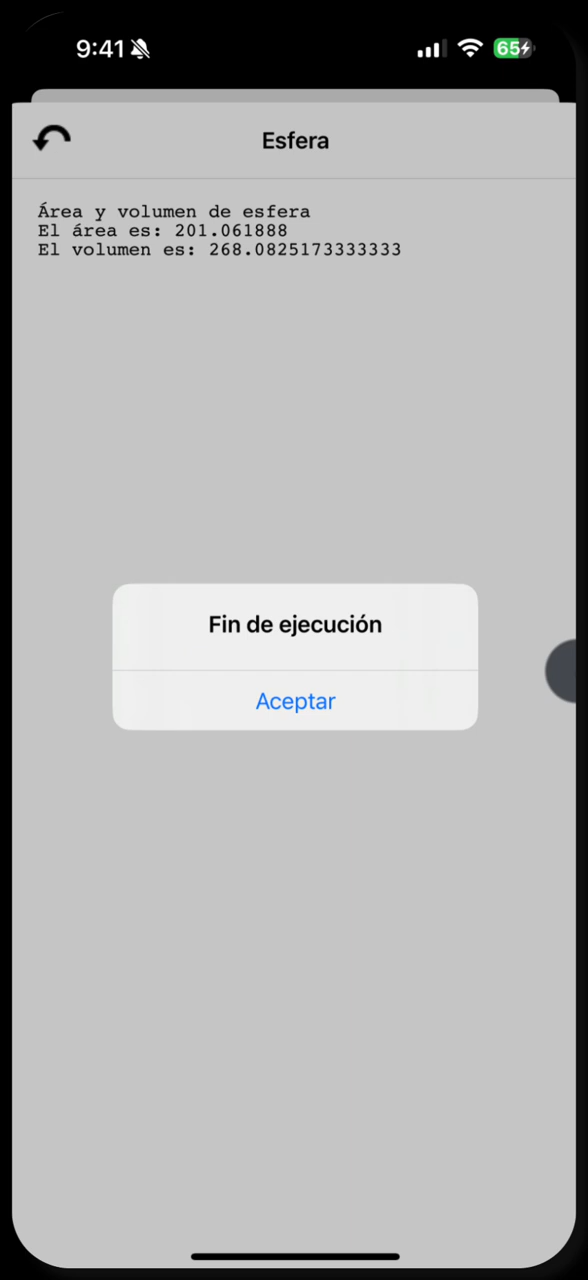 9:41
65
Esfera
Área y volumen de esfera
El área es: 201.061888
El volumen es: 268.0825173333333
Fin de ejecución
Aceptar